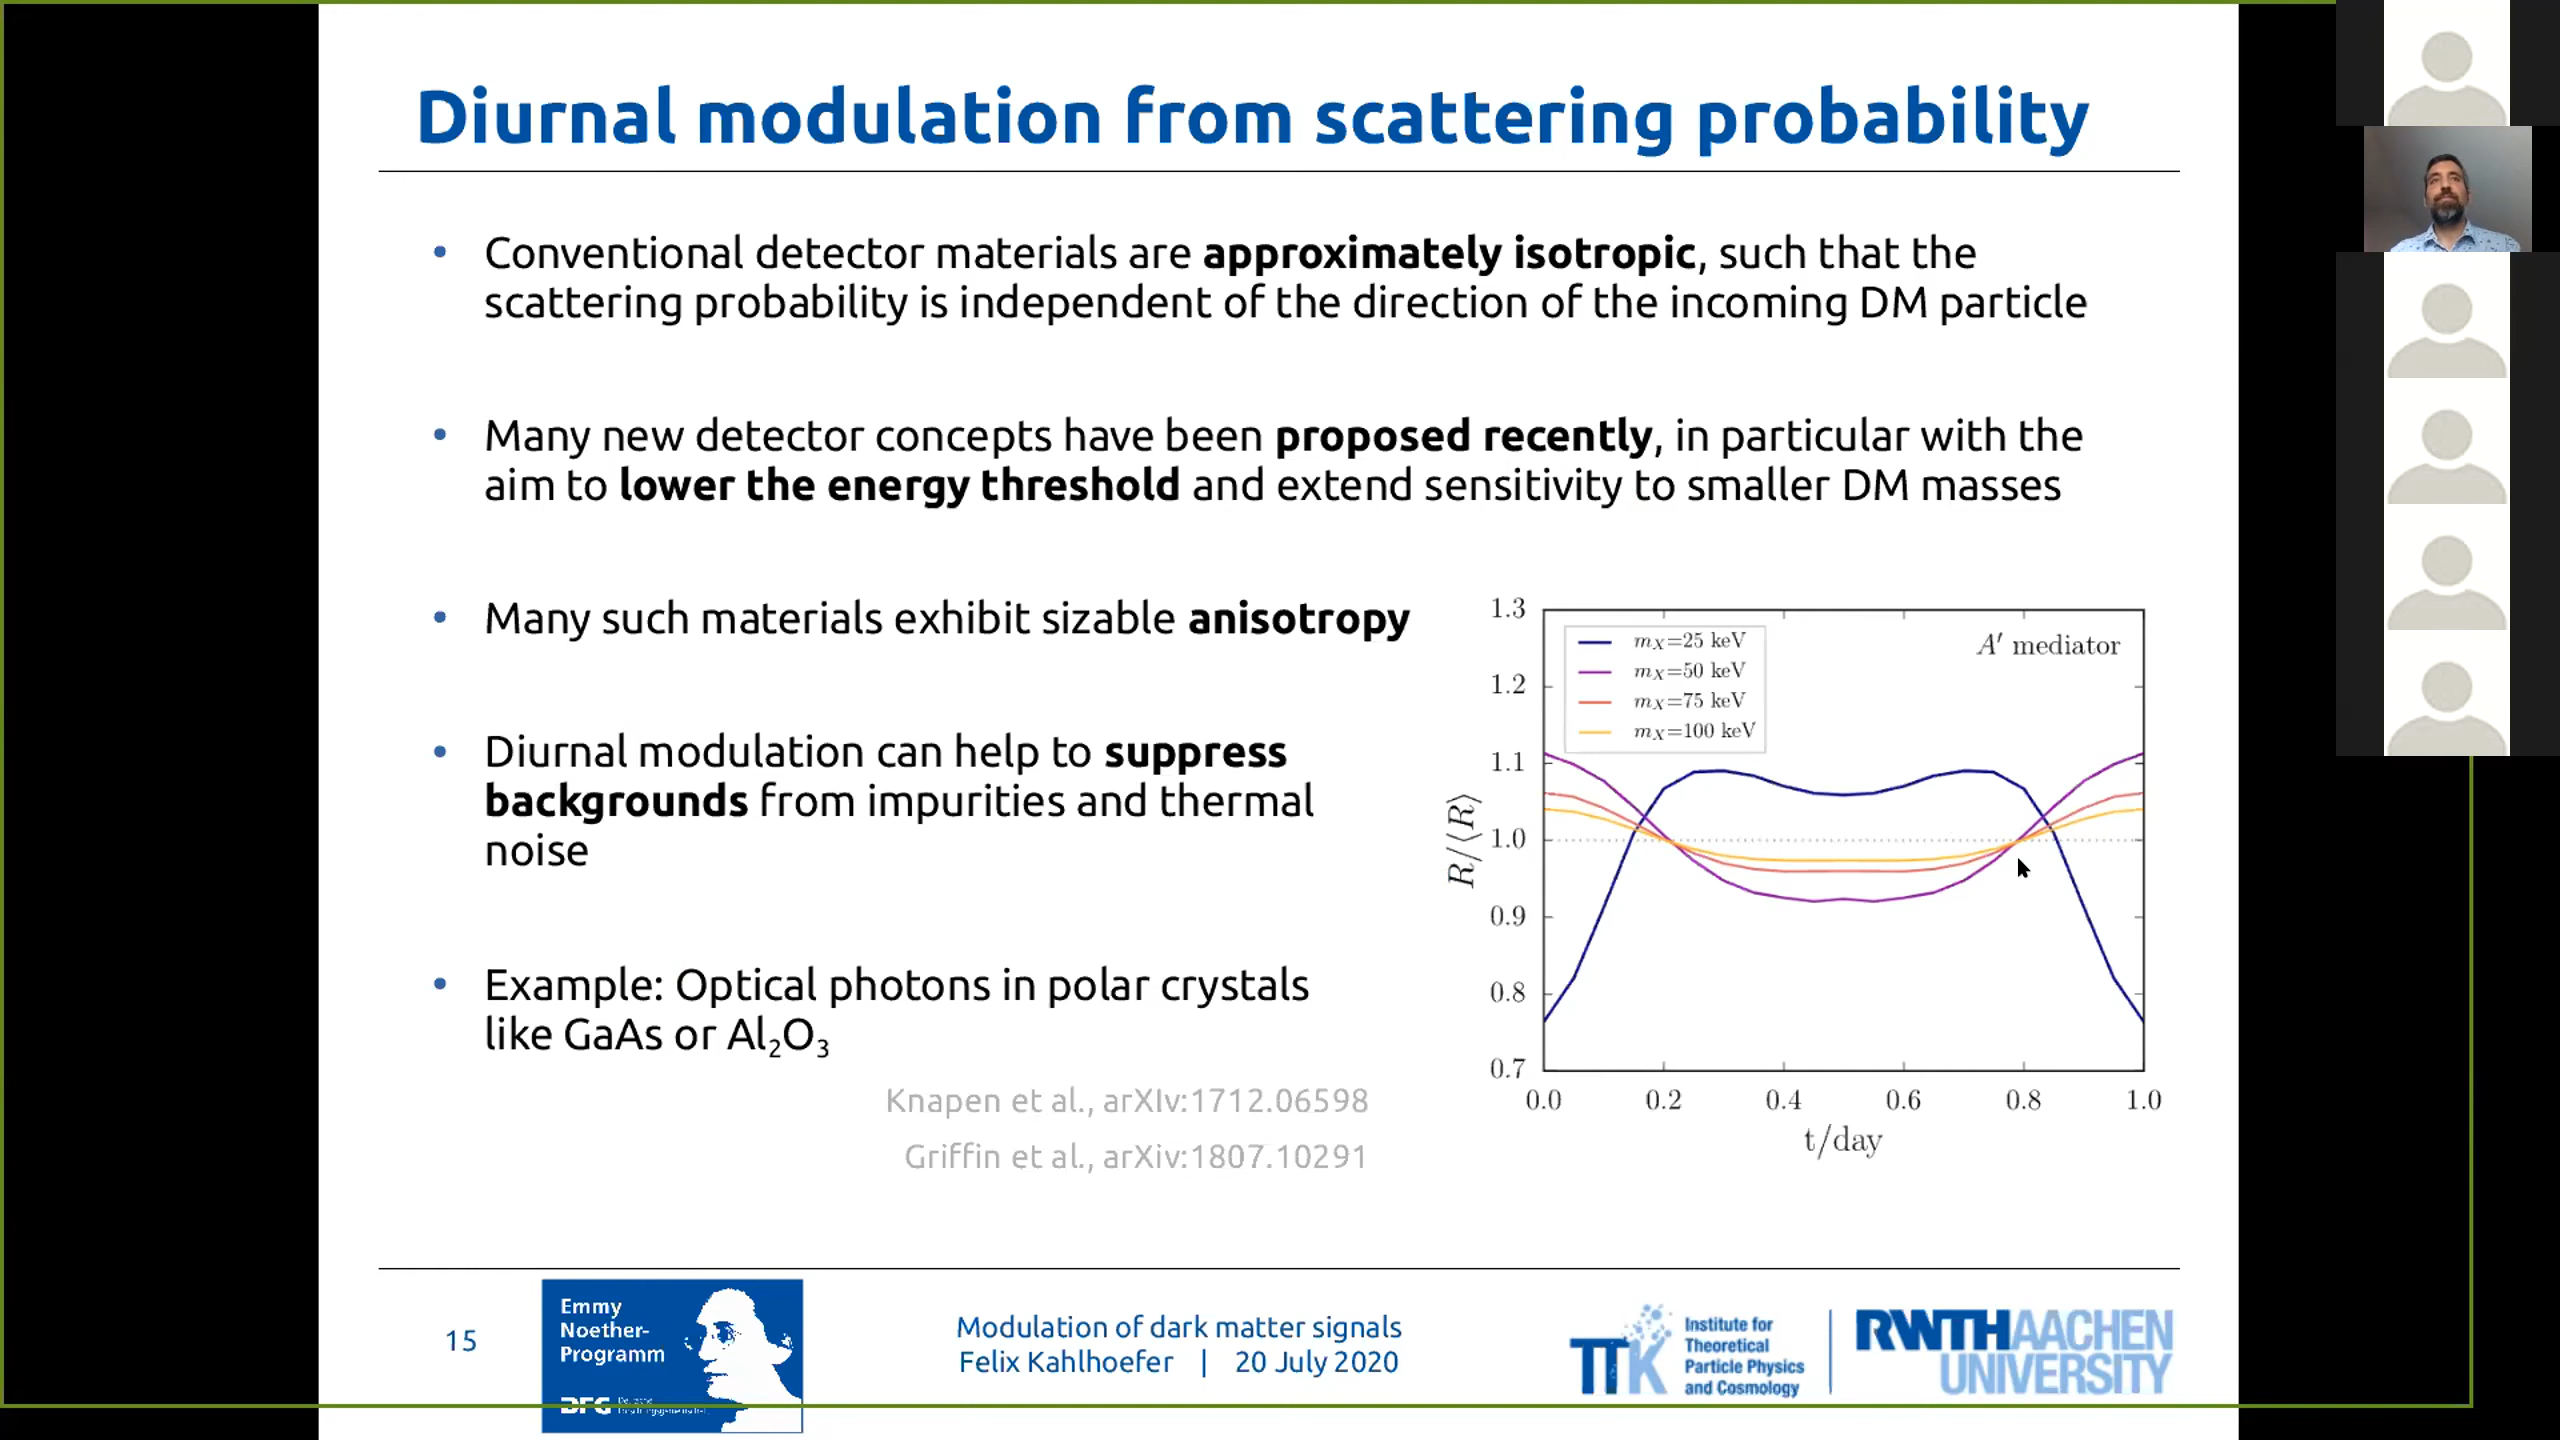 Diurnal modulation from scattering probability
• Conventional detector materials are approximately isotropic, such that the
scattering probability is independent of the direction of the incoming DM particle
• Many new detector concepts have been proposed recently, in particular with the
aim to lower the energy threshold and extend sensitivity to smaller DM masses
• Many such materials exhibit sizable anisotropy
• Diurnal modulation can help to suppress
backgrounds from impurities and thermal
noise
• Example: Optical photons in polar crystals
like GaAs or Al₂O₃
Knapen et al., arXIv:1712.06598
Griffin et al., arXiv:1807.10291
1.3
1.2
1.1
1.0
0.9
0.8
0.7
R/⟨R⟩
m_X=25 keV
m_X=50 keV
m_X=75 keV
m_X=100 keV
A′ mediator
0.0 0.2 0.4 0.6 0.8 1.0
t/day
15
Emmy
Noether-
Programm
DFG
Modulation of dark matter signals
Felix Kahlhoefer | 20 July 2020
TTK
Institute for
Theoretical
Particle Physics
and Cosmology
RWTHAACHEN
UNIVERSITY